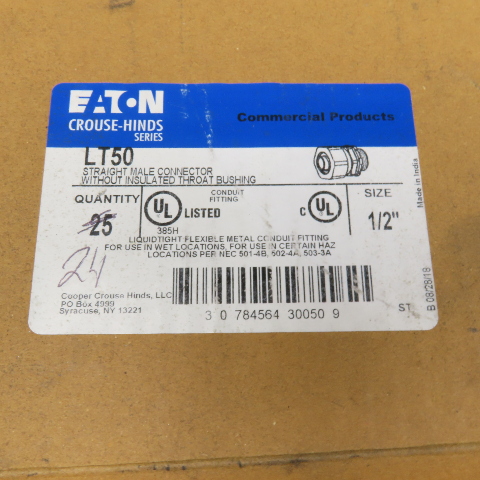 EATON
CROUSE-HINDS
SERIES
Commercial Products
LT50
STRAIGHT MALE CONNECTOR
WITHOUT INSULATED THROAT BUSHING
Made in India
QUANTITY
25
24
UL LISTED
385H
CONDUIT
FITTING
C UL
SIZE
1/2"
LIQUIDTIGHT FLEXIBLE METAL CONDUIT FITTING
FOR USE IN WET LOCATIONS, FOR USE IN CERTAIN HAZ
LOCATIONS PER NEC 501-4B, 502-4A, 503-3A
Cooper Crouse Hinds, LLC
PO Box 4999
Syracuse, NY 13221
3 0 784564 30050 9
ST
B 08/28/18